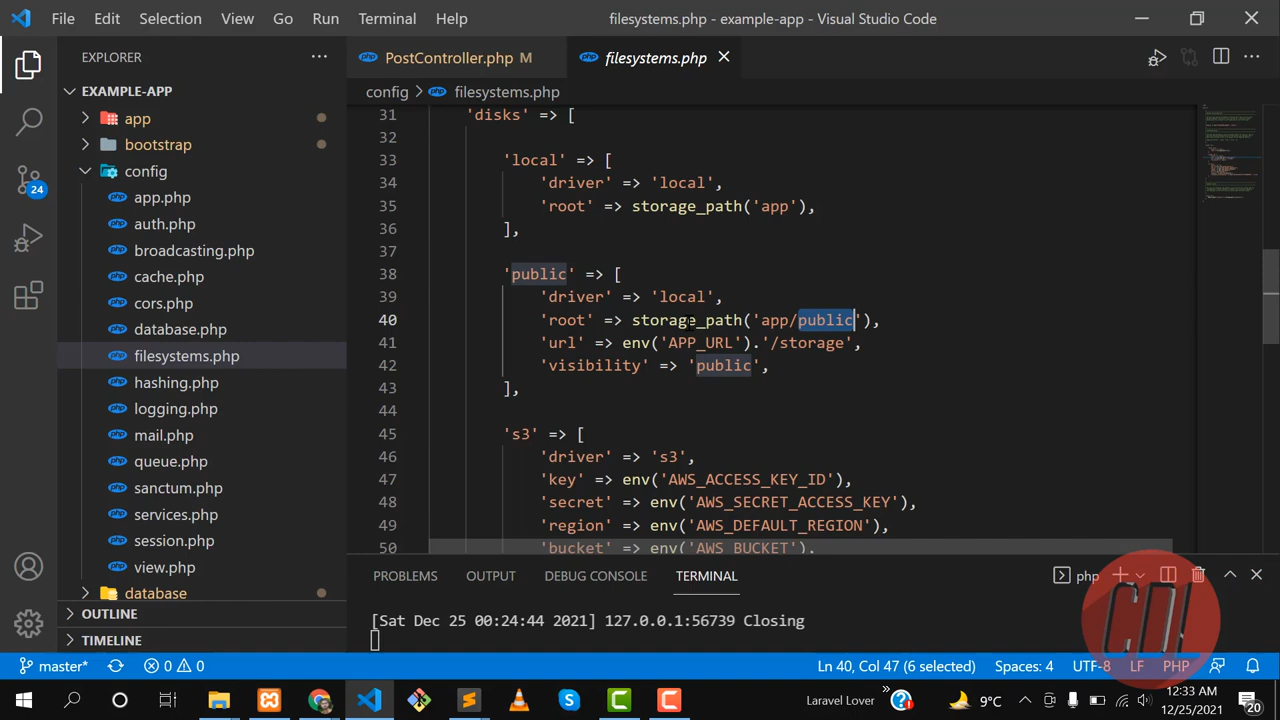 File Edit Selection View Go Run Terminal Help filesystems.php - example-app - Visual Studio Code
EXPLORER
PostController.php M
filesystems.php
EXAMPLE-APP
config > filesystems.php
app
bootstrap
config
app.php
auth.php
broadcasting.php
cache.php
cors.php
database.php
filesystems.php
hashing.php
logging.php
mail.php
queue.php
sanctum.php
services.php
session.php
view.php
database
OUTLINE
TIMELINE
24
31 'disks' => [
32
33 'local' => [
34 'driver' => 'local',
35 'root' => storage_path('app'),
36 ],
37
38 'public' => [
39 'driver' => 'local',
40 'root' => storage_path('app/public'),
41 'url' => env('APP_URL').'/storage',
42 'visibility' => 'public',
43 ],
44
45 's3' => [
46 'driver' => 's3',
47 'key' => env('AWS_ACCESS_KEY_ID'),
48 'secret' => env('AWS_SECRET_ACCESS_KEY'),
49 'region' => env('AWS_DEFAULT_REGION'),
50 'bucket' => env('AWS_BUCKET'),
PROBLEMS OUTPUT DEBUG CONSOLE TERMINAL
php
[Sat Dec 25 00:24:44 2021] 127.0.0.1:56739 Closing
master* 0 0 Ln 40, Col 47 (6 selected) Spaces: 4 UTF-8 LF PHP
Laravel Lover 9°C 12:33 AM
12/25/2021
20